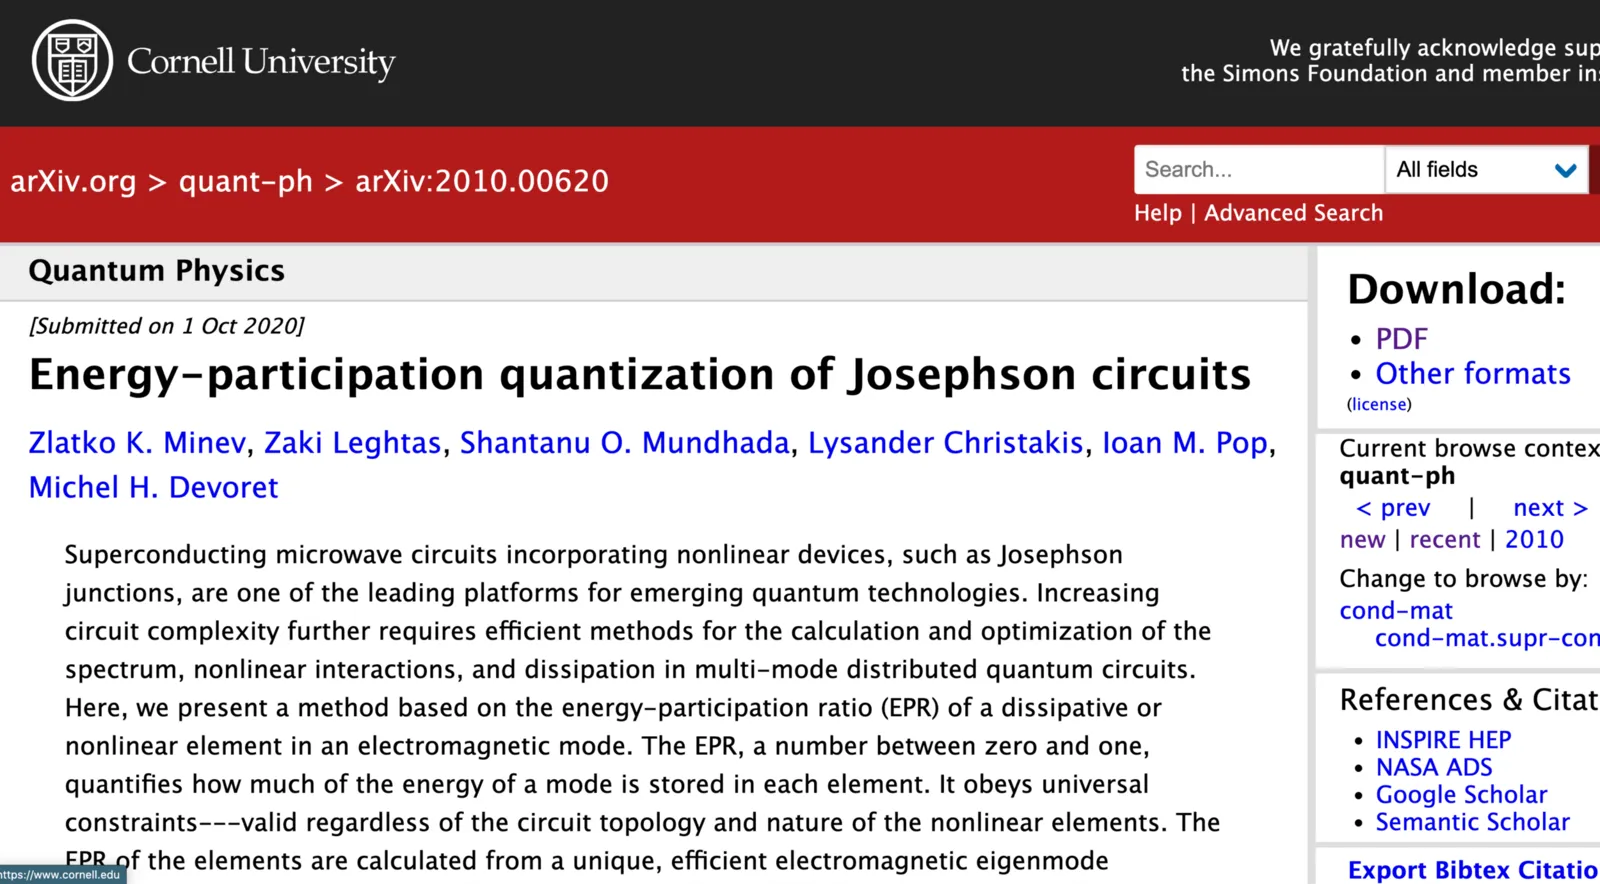 Cornell University
We gratefully acknowledge sup
the Simons Foundation and member ins
arXiv.org > quant-ph > arXiv:2010.00620
Search...
All fields
Help | Advanced Search
Quantum Physics
[Submitted on 1 Oct 2020]
Energy-participation quantization of Josephson circuits
Zlatko K. Minev, Zaki Leghtas, Shantanu O. Mundhada, Lysander Christakis, Ioan M. Pop,
Michel H. Devoret
Superconducting microwave circuits incorporating nonlinear devices, such as Josephson
junctions, are one of the leading platforms for emerging quantum technologies. Increasing
circuit complexity further requires efficient methods for the calculation and optimization of the
spectrum, nonlinear interactions, and dissipation in multi-mode distributed quantum circuits.
Here, we present a method based on the energy-participation ratio (EPR) of a dissipative or
nonlinear element in an electromagnetic mode. The EPR, a number between zero and one,
quantifies how much of the energy of a mode is stored in each element. It obeys universal
constraints---valid regardless of the circuit topology and nature of the nonlinear elements. The
EPR of the elements are calculated from a unique, efficient electromagnetic eigenmode
https://www.cornell.edu
Download:
• PDF
• Other formats
(license)
Current browse contex
quant-ph
< prev | next >
new | recent | 2010
Change to browse by:
cond-mat
cond-mat.supr-con
References & Citat
• INSPIRE HEP
• NASA ADS
• Google Scholar
• Semantic Scholar
Export Bibtex Citatio